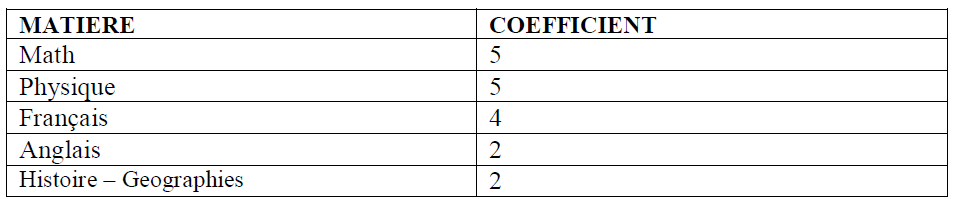 MATIERE COEFFICIENT
Math 5
Physique 5
Français 4
Anglais 2
Histoire – Geographies 2